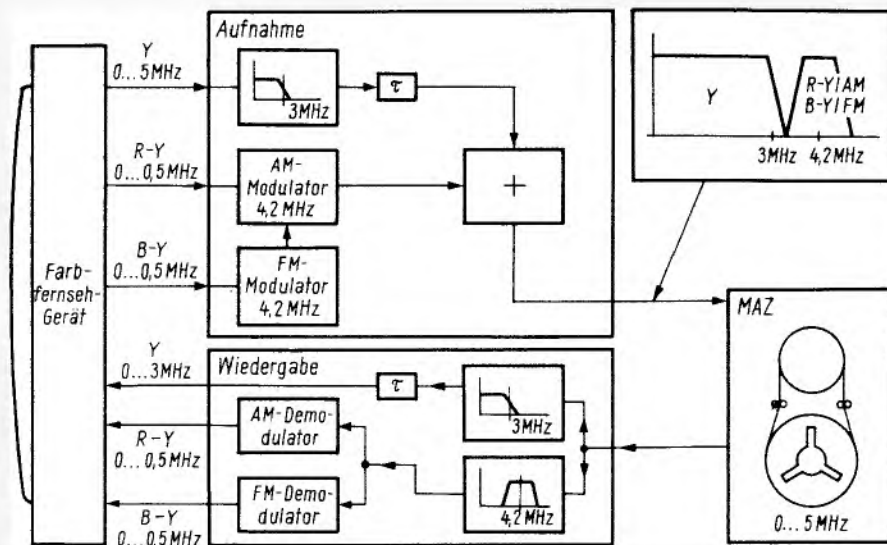 Aufnahme
Y
0...5MHz
3MHz
τ
R-Y
0...0,5MHz
AM-
Modulator
4,2 MHz
+
B-Y
0...0,5MHz
FM-
Modulator
4,2MHz
Farb-
fernseh-
Gerät
Y
R-Y/AM
B-Y/FM
3MHz
4,2MHz
MAZ
0...5MHz
Wiedergabe
Y
0...3MHz
τ
3MHz
AM-Demo-
dulator
R-Y
0...0,5MHz
4,2MHz
FM-Demo-
dulator
B-Y
0...0,5MHz